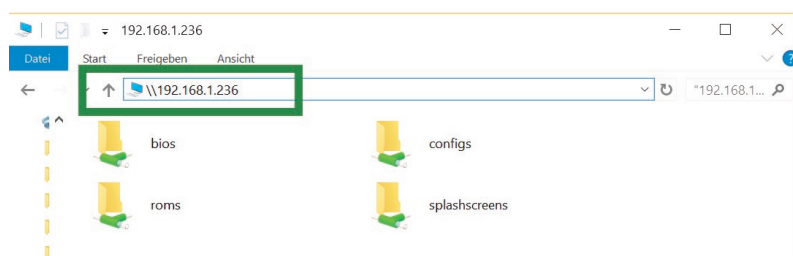 192.168.1.236
Datei Start Freigeben Ansicht ?
\\192.168.1.236 "192.168.1...
bios configs
roms splashscreens